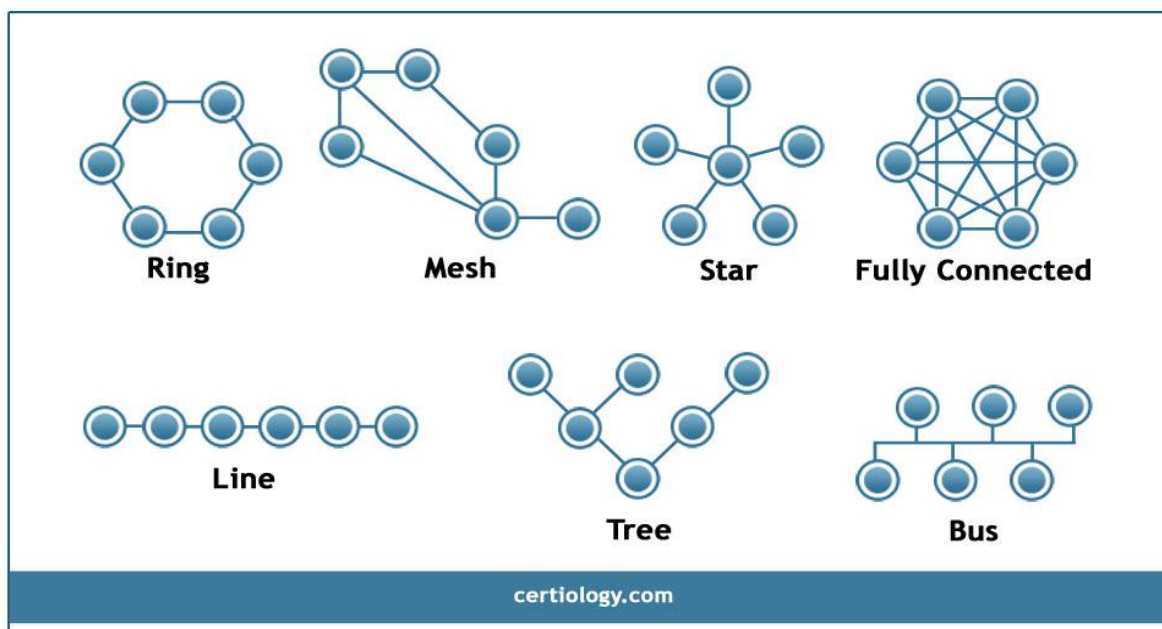 Ring
Mesh
Star
Fully Connected
Line
Tree
Bus
certiology.com